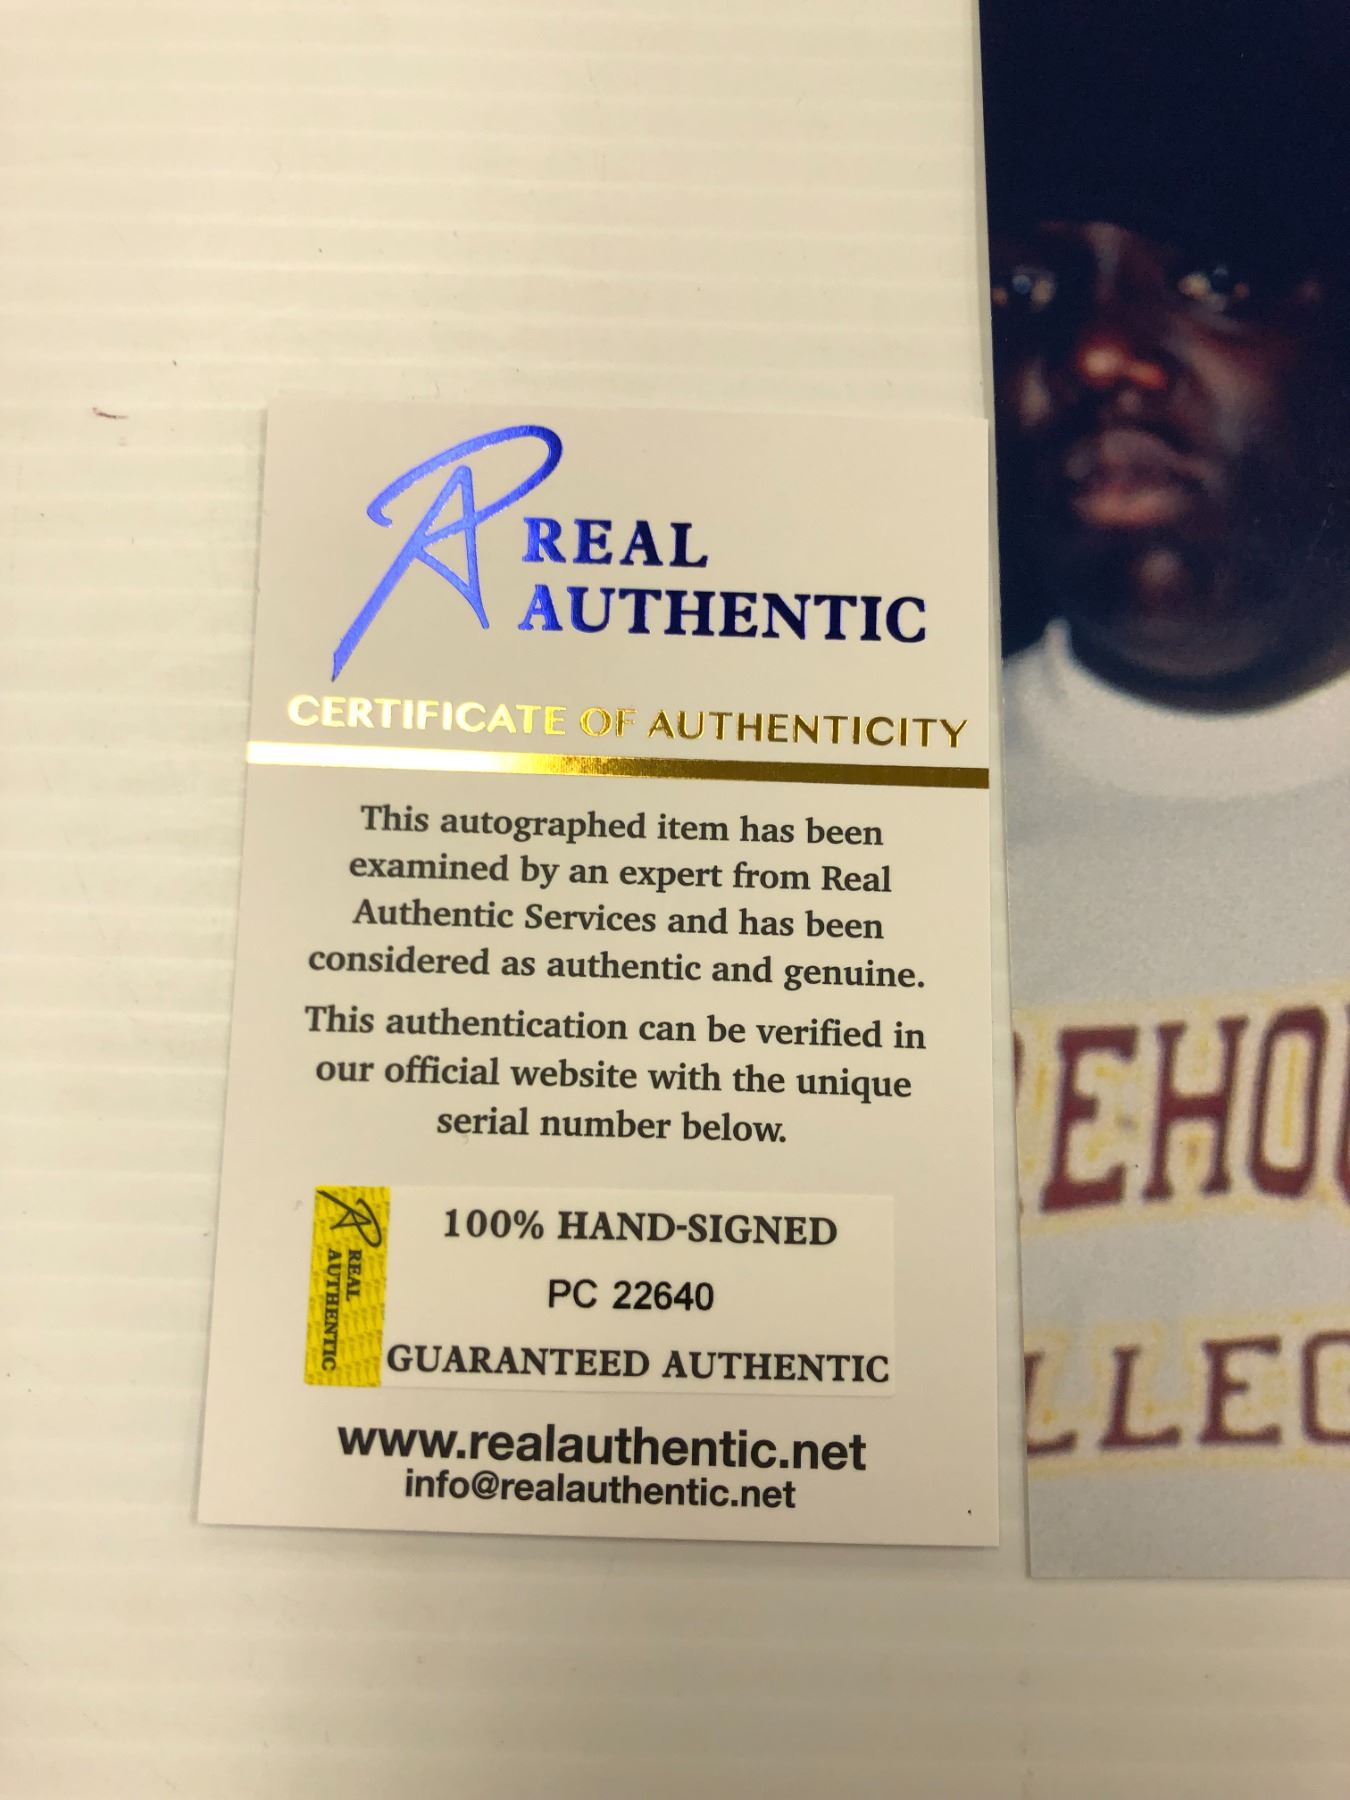 REAL
AUTHENTIC
CERTIFICATE OF AUTHENTICITY
This autographed item has been
examined by an expert from Real
Authentic Services and has been
considered as authentic and genuine.
This authentication can be verified in
our official website with the unique
serial number below.
REAL
AUTHENTIC
100% HAND-SIGNED
PC 22640
GUARANTEED AUTHENTIC
www.realauthentic.net
info@realauthentic.net
EHO
LLEG